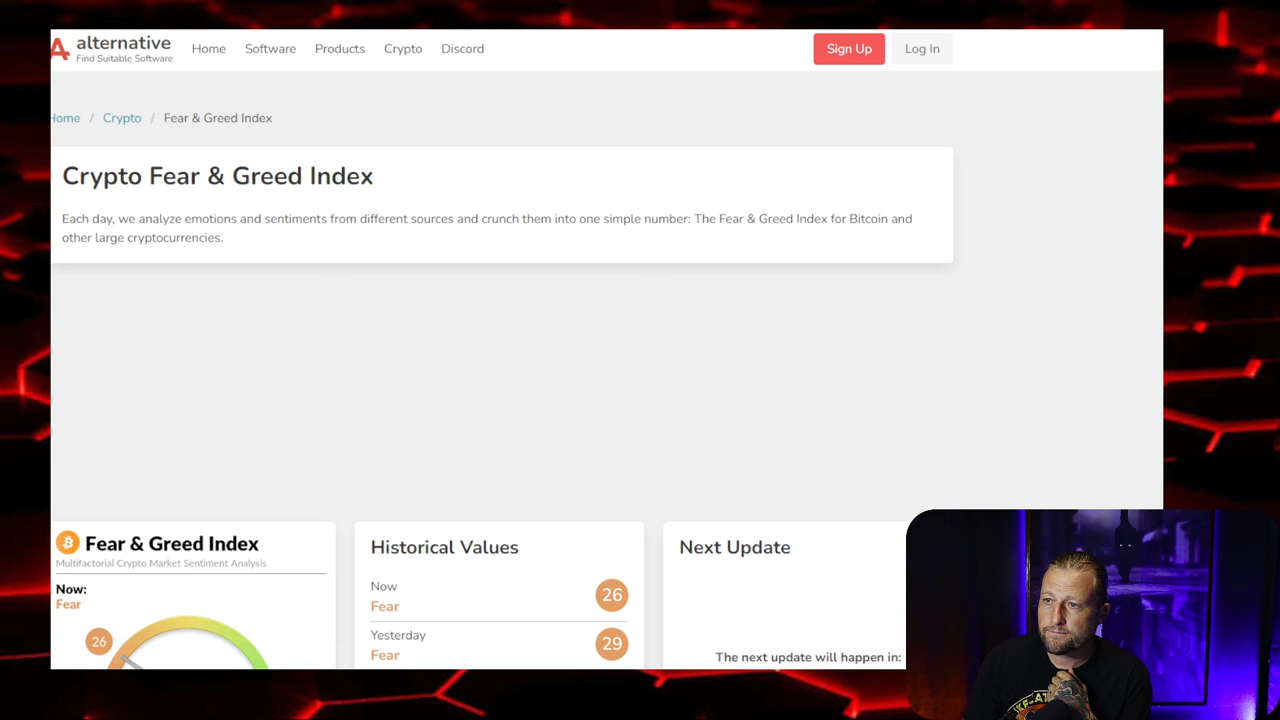 alternative
Find Suitable Software
Home Software Products Crypto Discord
Sign Up Log In
Home / Crypto / Fear & Greed Index
Crypto Fear & Greed Index
Each day, we analyze emotions and sentiments from different sources and crunch them into one simple number: The Fear & Greed Index for Bitcoin and
other large cryptocurrencies.
Fear & Greed Index
Multifactorial Crypto Market Sentiment Analysis
Now:
Fear
26
Historical Values
Now
Fear
26
Yesterday
Fear
29
Next Update
The next update will happen in: